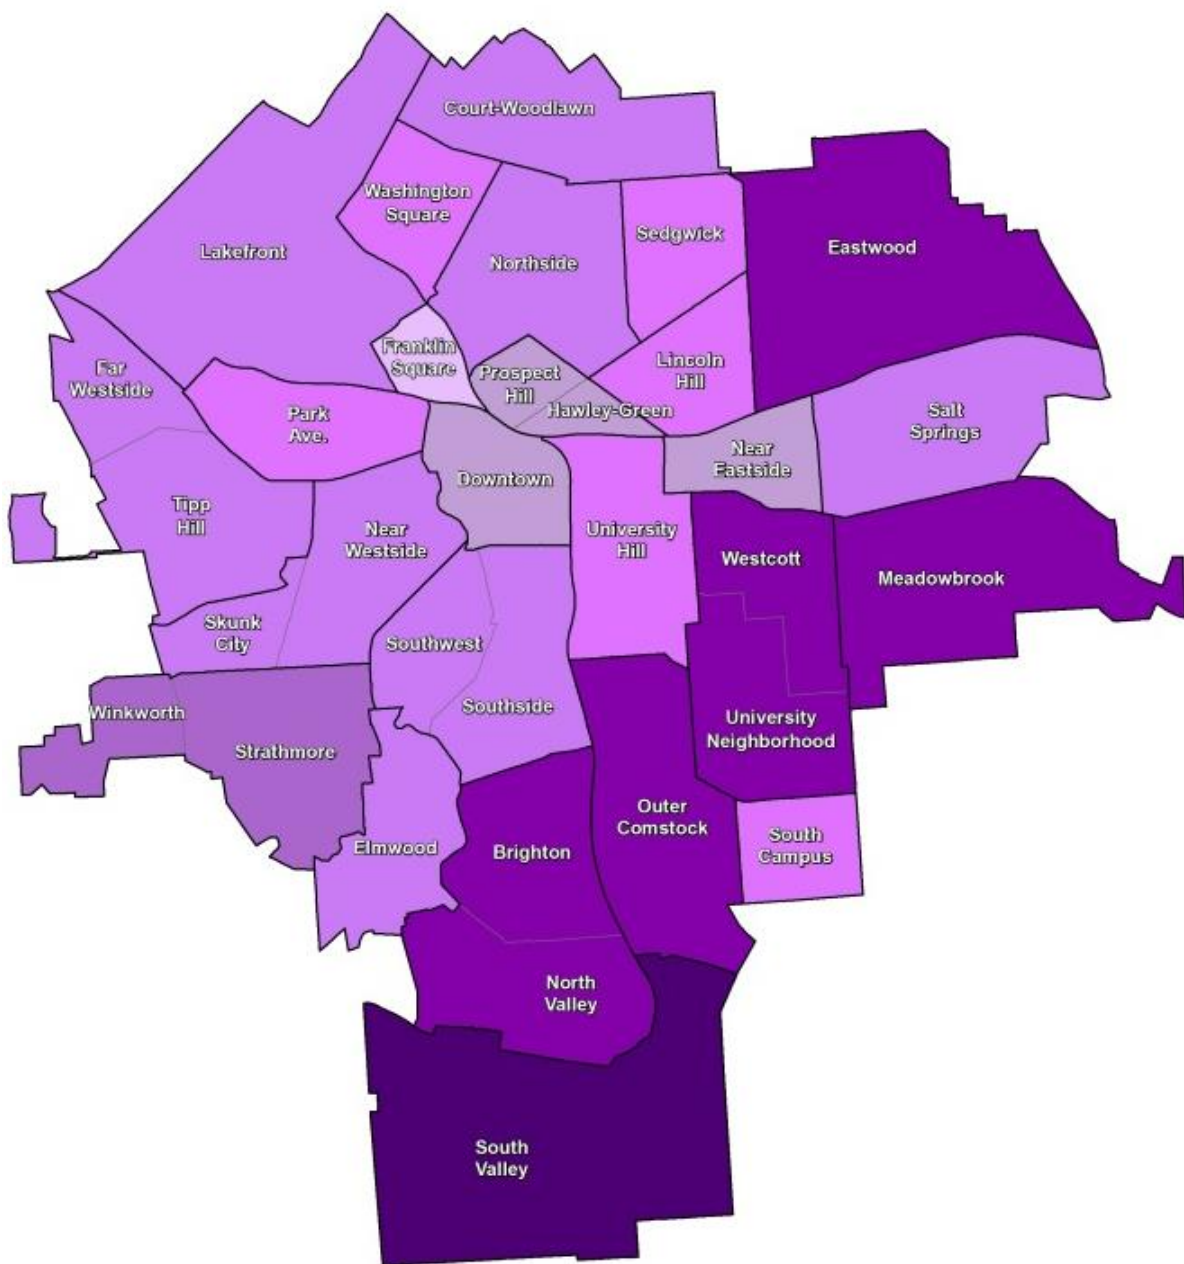 Court-Woodlawn
Washington
Square
Sedgwick
Eastwood
Lakefront
Northside
Franklin
Square
Far
Westside
Prospect
Hill
Lincoln
Hill
Hawley-Green
Park
Ave.
Salt
Springs
Near
Eastside
Downtown
Tipp
Hill
Near
Westside
University
Hill
Westcott
Meadowbrook
Skunk
City
Southwest
Southside
Winkworth
Strathmore
University
Neighborhood
Outer
Comstock
South
Campus
Elmwood
Brighton
North
Valley
South
Valley